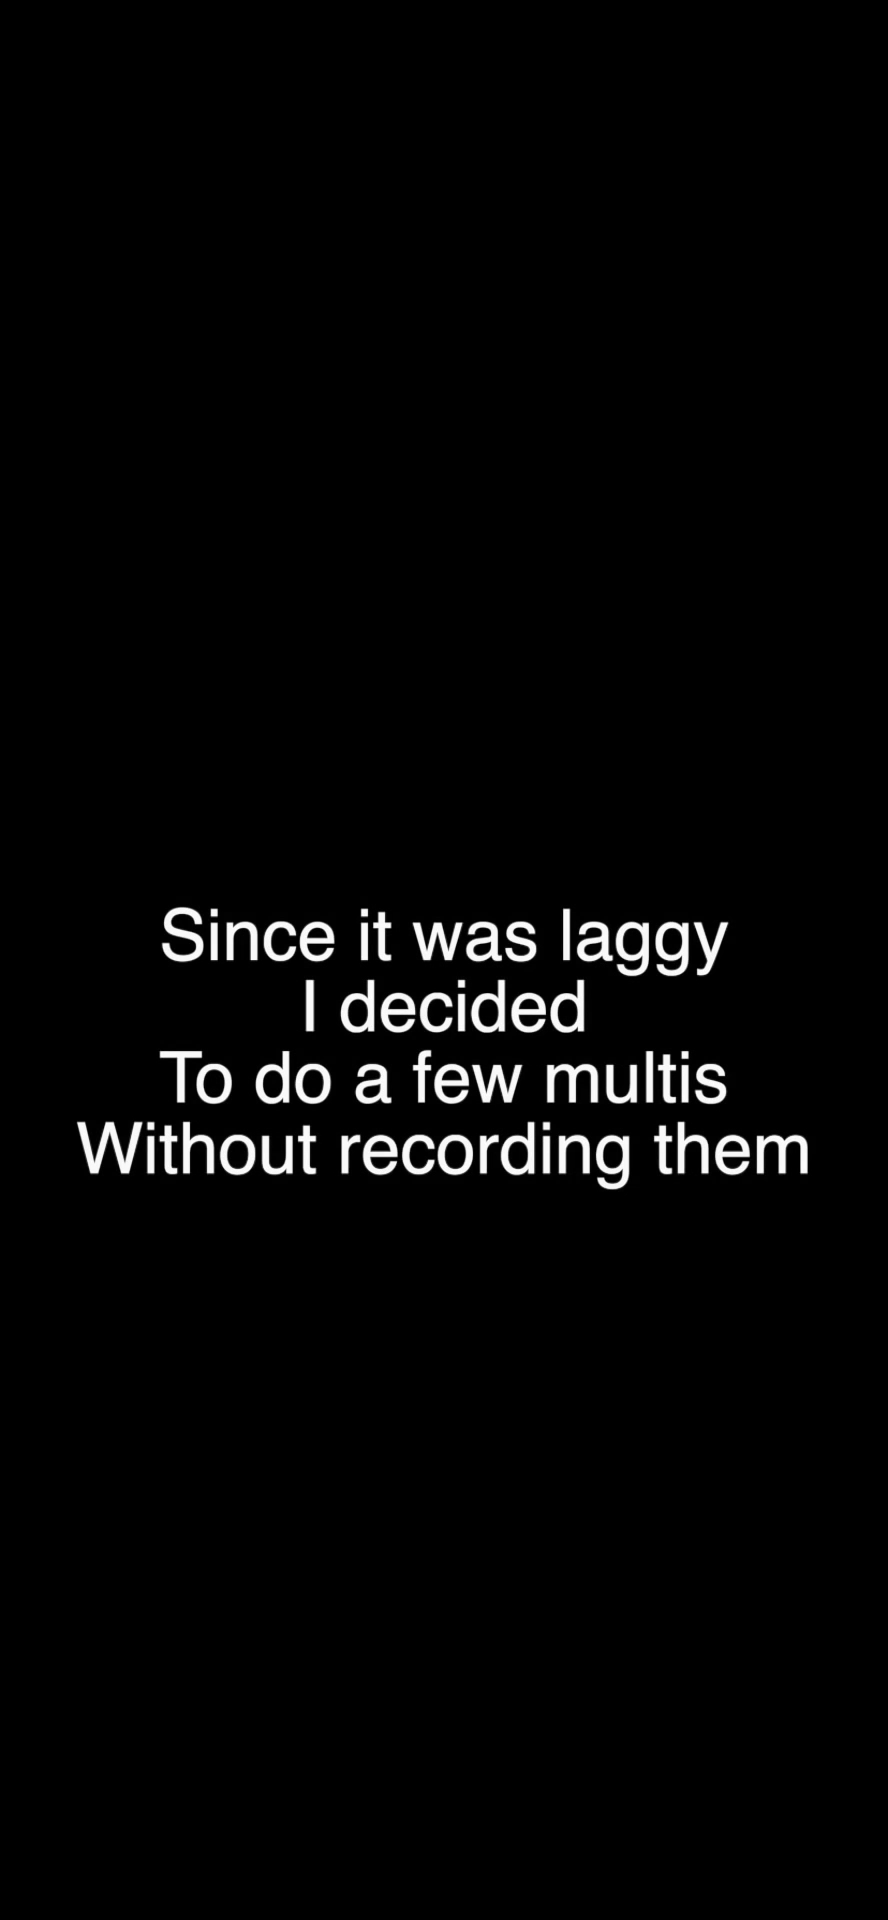 Since it was laggy
I decided
To do a few multis
Without recording them